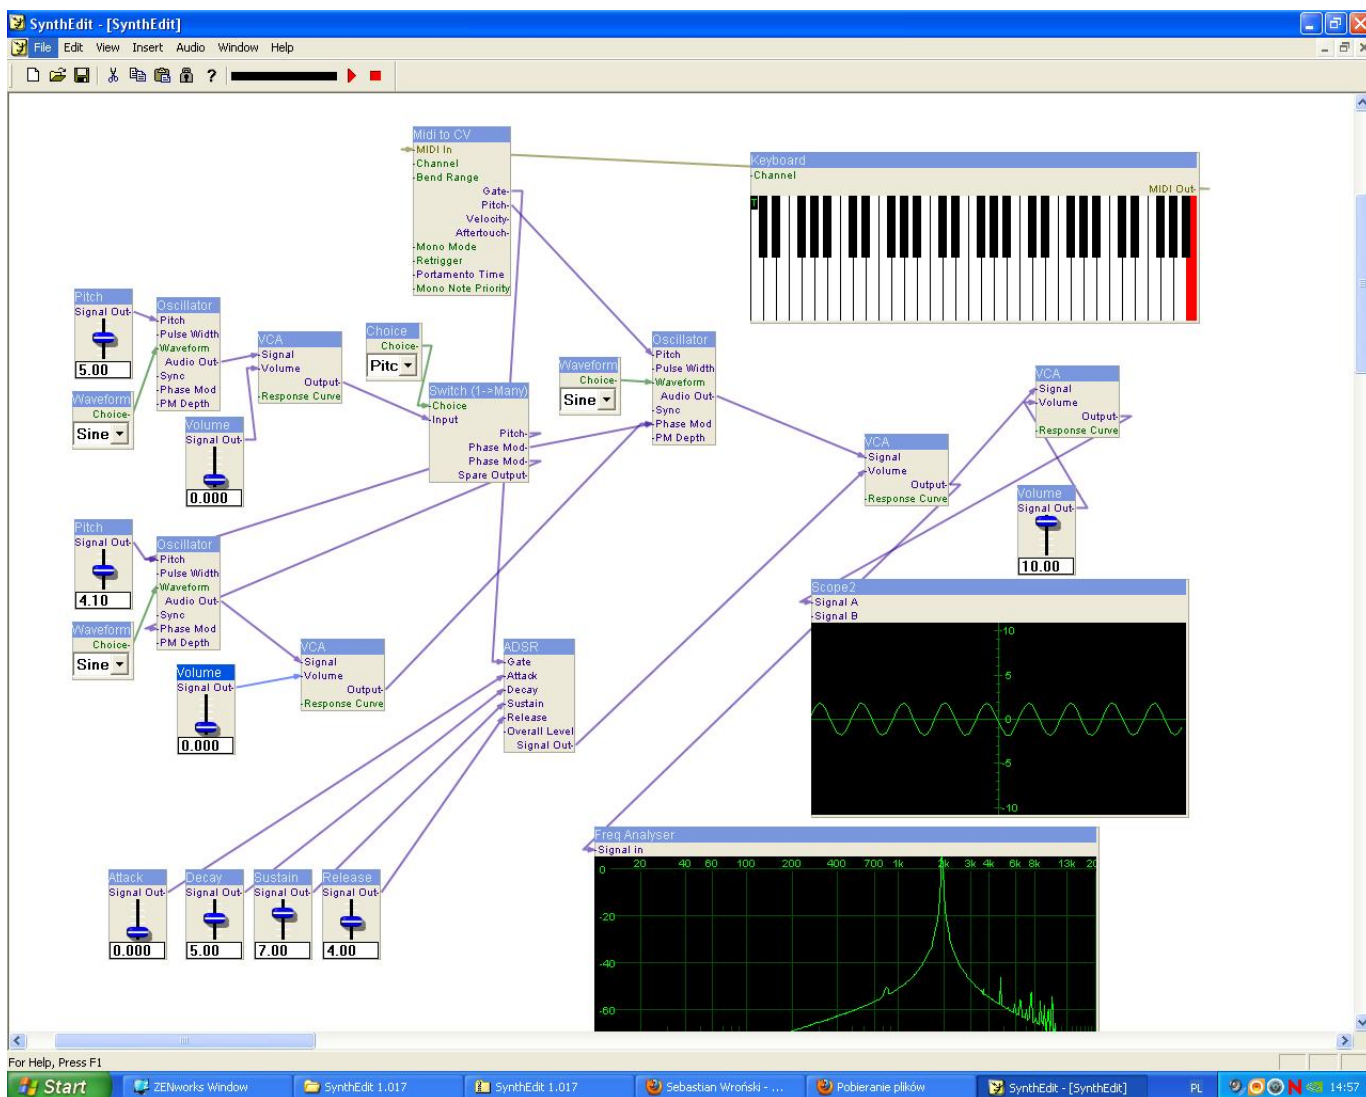 SynthEdit - [SynthEdit]
File Edit View Insert Audio Window Help
Midi to CV
MIDI In
Channel
Bend Range
Gate
Pitch
Velocity
Aftertouch
Mono Mode
Retrigger
Portamento Time
Mono Note Priority
Keyboard
Channel
MIDI Out
T
Pitch
Signal Out
5.00
Oscillator
Pitch
Pulse Width
Waveform
Audio Out
Sync
Phase Mod
PM Depth
Waveform
Choice
Sine
VCA
Signal
Volume
Output
Response Curve
Volume
Signal Out
0.000
Choice
Choice
Pitc
Switch (1->Many)
Choice
Input
Pitch
Phase Mod
Phase Mod
Spare Output
Waveform
Choice
Sine
Oscillator
Pitch
Pulse Width
Waveform
Audio Out
Sync
Phase Mod
PM Depth
VCA
Signal
Volume
Output
Response Curve
VCA
Signal
Volume
Output
Response Curve
Volume
Signal Out
10.00
Pitch
Signal Out
4.10
Oscillator
Pitch
Pulse Width
Waveform
Audio Out
Sync
Phase Mod
PM Depth
Waveform
Choice
Sine
Volume
Signal Out
0.000
VCA
Signal
Volume
Output
Response Curve
ADSR
Gate
Attack
Decay
Sustain
Release
Overall Level
Signal Out
Scope2
Signal A
Signal B
10
5
0
-5
-10
Attack
Signal Out
0.000
Decay
Signal Out
5.00
Sustain
Signal Out
7.00
Release
Signal Out
4.00
Freq Analyser
Signal in
20 40 60 100 200 400 700 1k 2k 3k 4k 6k 8k 13k 20
0
-20
-40
-60
For Help, Press F1
Start ZENworks Window SynthEdit 1.017 SynthEdit 1.017 Sebastian Wroński - ... Pobieranie plików SynthEdit - [SynthEdit] PL 14:57